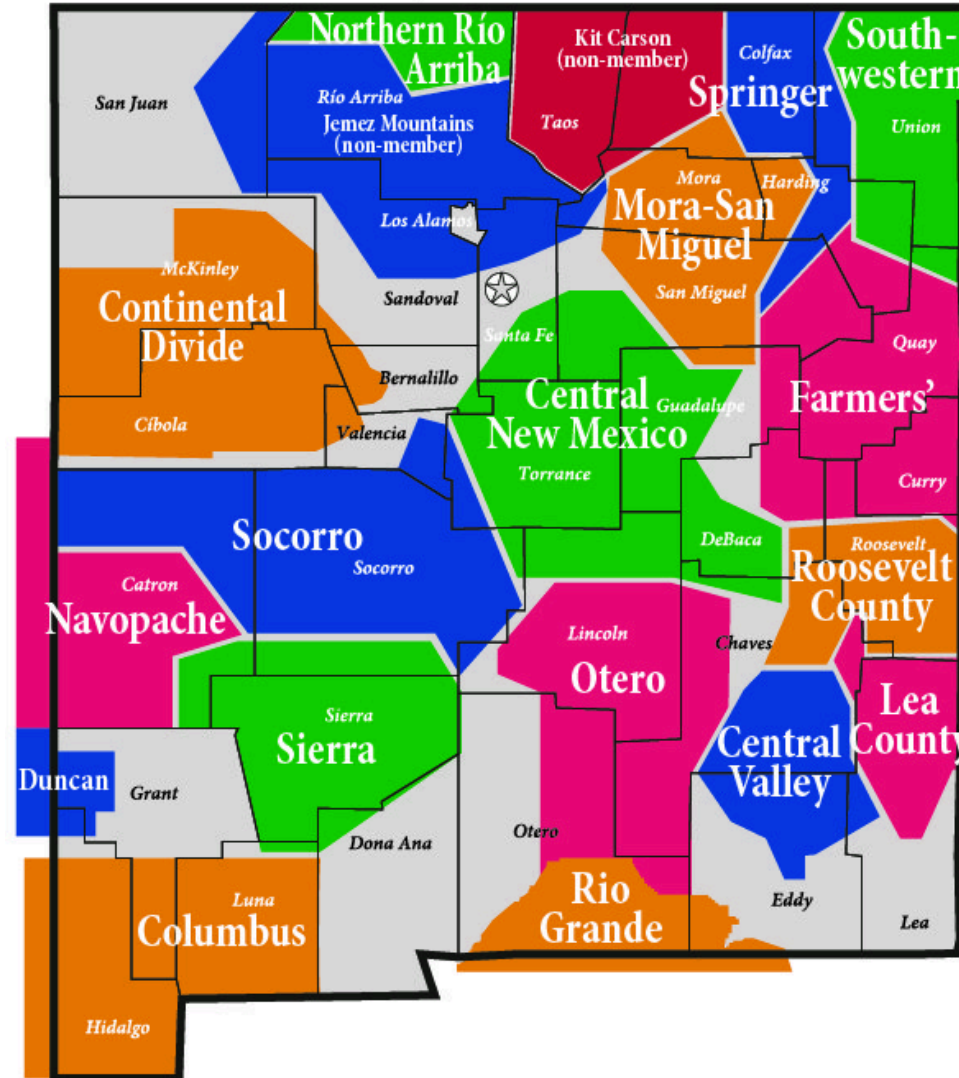 Northern Río
Arriba
Kit Carson
(non-member)
Colfax
South-
western
Springer
San Juan
Río Arriba
Jemez Mountains
(non-member)
Taos
Union
Mora
Harding
Mora-San
Miguel
Los Alamos
McKinley
Sandoval
San Miguel
Continental
Divide
Santa Fe
Quay
Bernalillo
Central
New Mexico
Guadalupe
Farmers'
Cíbola
Valencia
Torrance
Curry
Socorro
Socorro
DeBaca
Roosevelt
Roosevelt
County
Catron
Navopache
Lincoln
Chaves
Otero
Lea
County
Sierra
Sierra
Central
Valley
Duncan
Grant
Otero
Dona Ana
Rio
Grande
Luna
Columbus
Eddy
Lea
Hidalgo